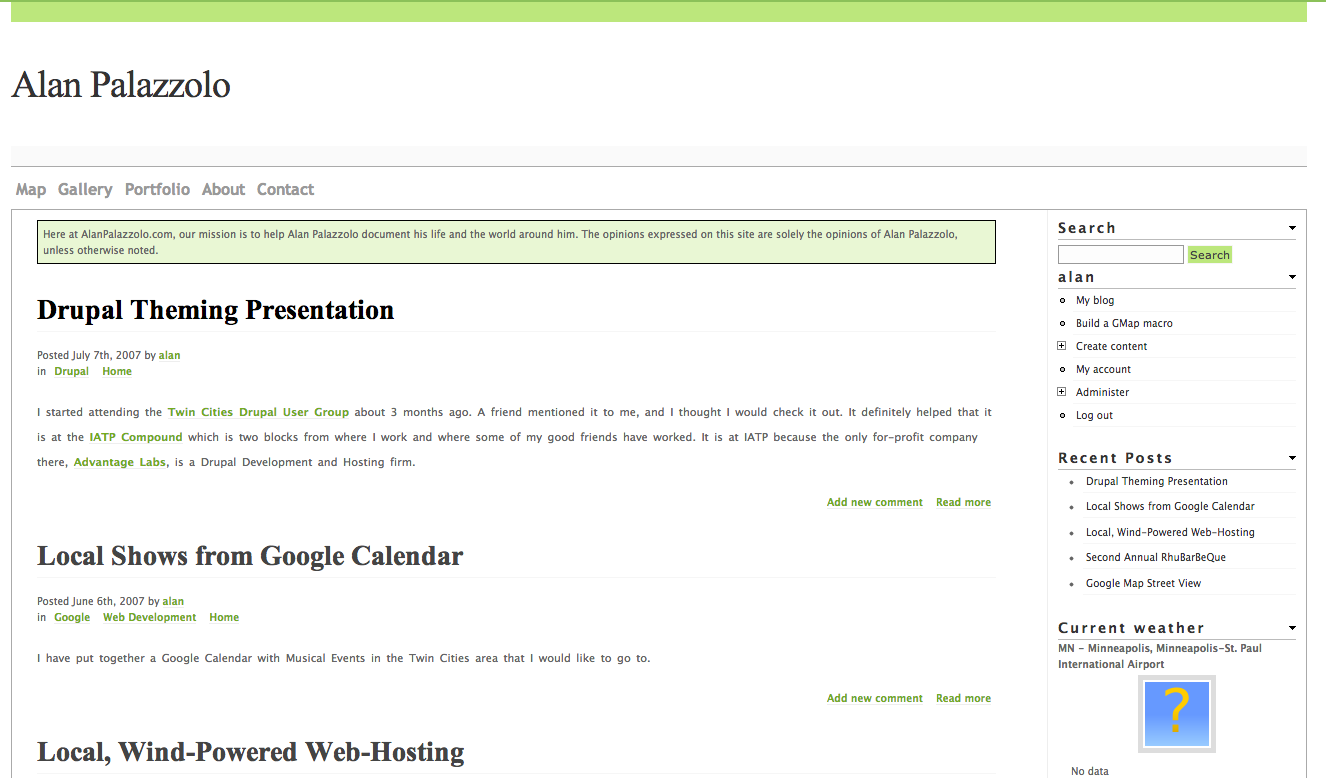 Alan Palazzolo
Map Gallery Portfolio About Contact
Here at AlanPalazzolo.com, our mission is to help Alan Palazzolo document his life and the world around him. The opinions expressed on this site are solely the opinions of Alan Palazzolo,
unless otherwise noted.
Drupal Theming Presentation
Posted July 7th, 2007 by alan
in Drupal Home
I started attending the Twin Cities Drupal User Group about 3 months ago. A friend mentioned it to me, and I thought I would check it out. It definitely helped that it
is at the IATP Compound which is two blocks from where I work and where some of my good friends have worked. It is at IATP because the only for-profit company
there, Advantage Labs, is a Drupal Development and Hosting firm.
Add new comment Read more
Local Shows from Google Calendar
Posted June 6th, 2007 by alan
in Google Web Development Home
I have put together a Google Calendar with Musical Events in the Twin Cities area that I would like to go to.
Add new comment Read more
Local, Wind-Powered Web-Hosting
Search
Search
alan
My blog
Build a GMap macro
Create content
My account
Administer
Log out
Recent Posts
Drupal Theming Presentation
Local Shows from Google Calendar
Local, Wind-Powered Web-Hosting
Second Annual RhuBarBeQue
Google Map Street View
Current weather
MN - Minneapolis, Minneapolis-St. Paul
International Airport
?
No data